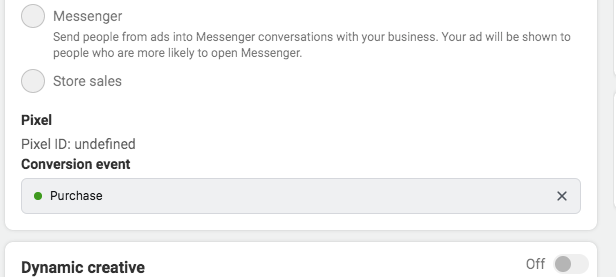 Messenger
Send people from ads into Messenger conversations with your business. Your ad will be shown to
people who are more likely to open Messenger.
Store sales
Pixel
Pixel ID: undefined
Conversion event
Purchase
Dynamic creative
Off